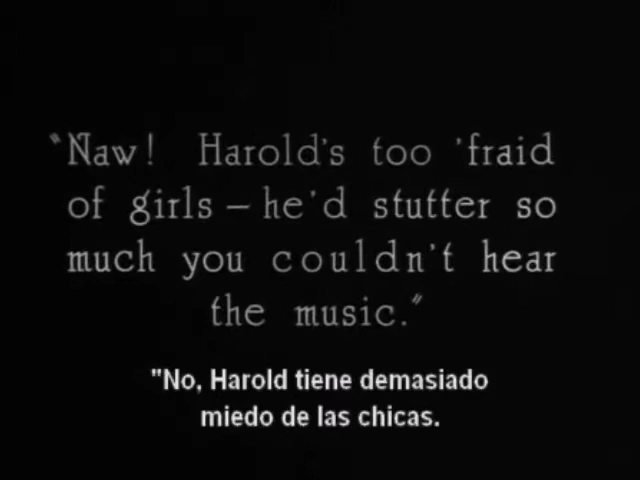 "Naw! Harold's too 'fraid
of girls – he'd stutter so
much you couldn't hear
the music."
"No, Harold tiene demasiado
miedo de las chicas.